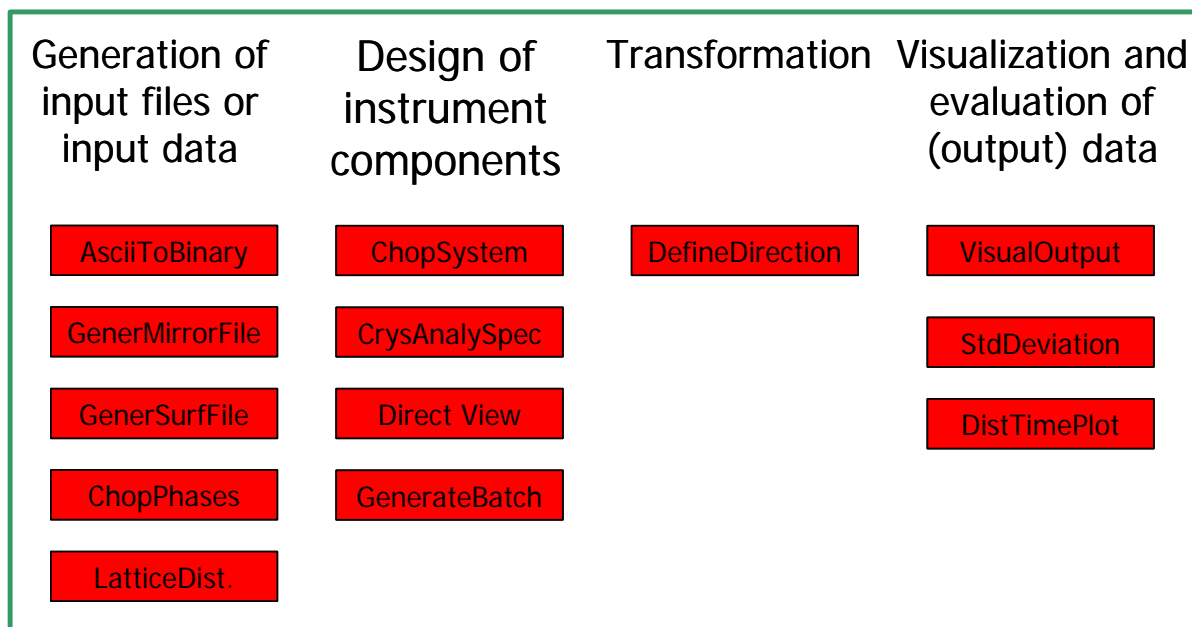 Generation of
input files or
input data
AsciiToBinary
GenerMirrorFile
GenerSurfFile
ChopPhases
LatticeDist.
Design of
instrument
components
ChopSystem
CrysAnalySpec
Direct View
GenerateBatch
Transformation
DefineDirection
Visualization and
evaluation of
(output) data
VisualOutput
StdDeviation
DistTimePlot